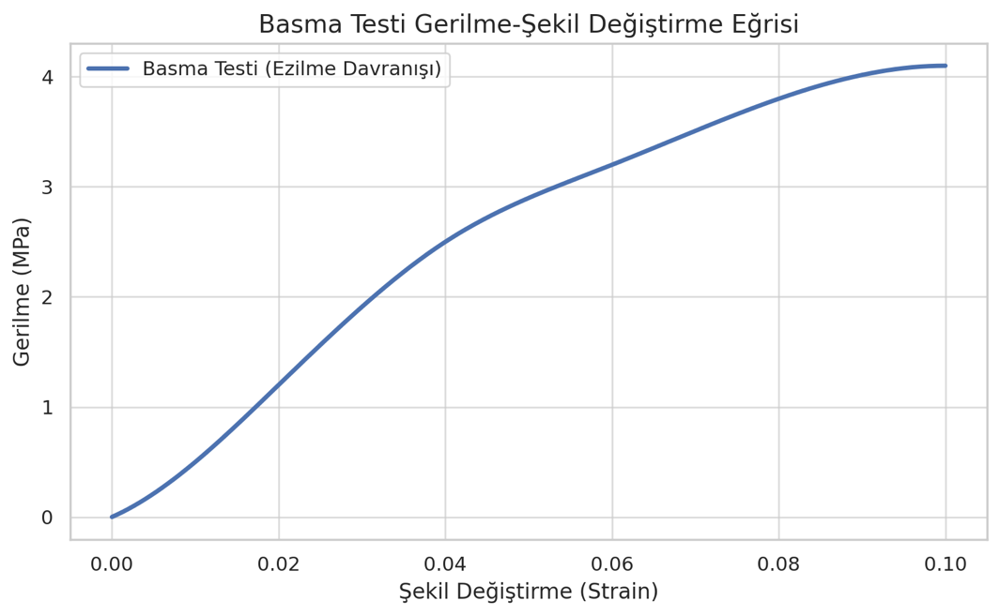 Basma Testi Gerilme-Şekil Değiştirme Eğrisi
Basma Testi (Ezilme Davranışı)
Gerilme (MPa)
4
3
2
1
0
0.00 0.02 0.04 0.06 0.08 0.10
Şekil Değiştirme (Strain)